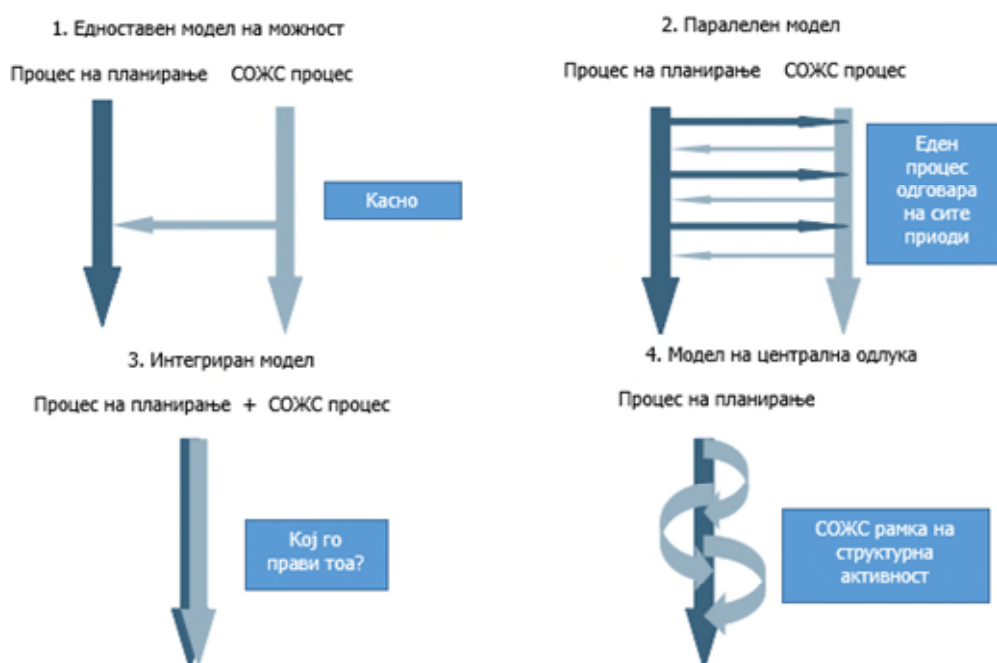 1. Едноставен модел на можност
Процес на планирање СОЖС процес
Касно
2. Паралелен модел
Процес на планирање СОЖС процес
Еден
процес
одговара
на сите
приоди
3. Интегриран модел
Процес на планирање + СОЖС процес
Кој го
прави тоа?
4. Модел на централна одлука
Процес на планирање
СОЖС рамка на
структурна
активност